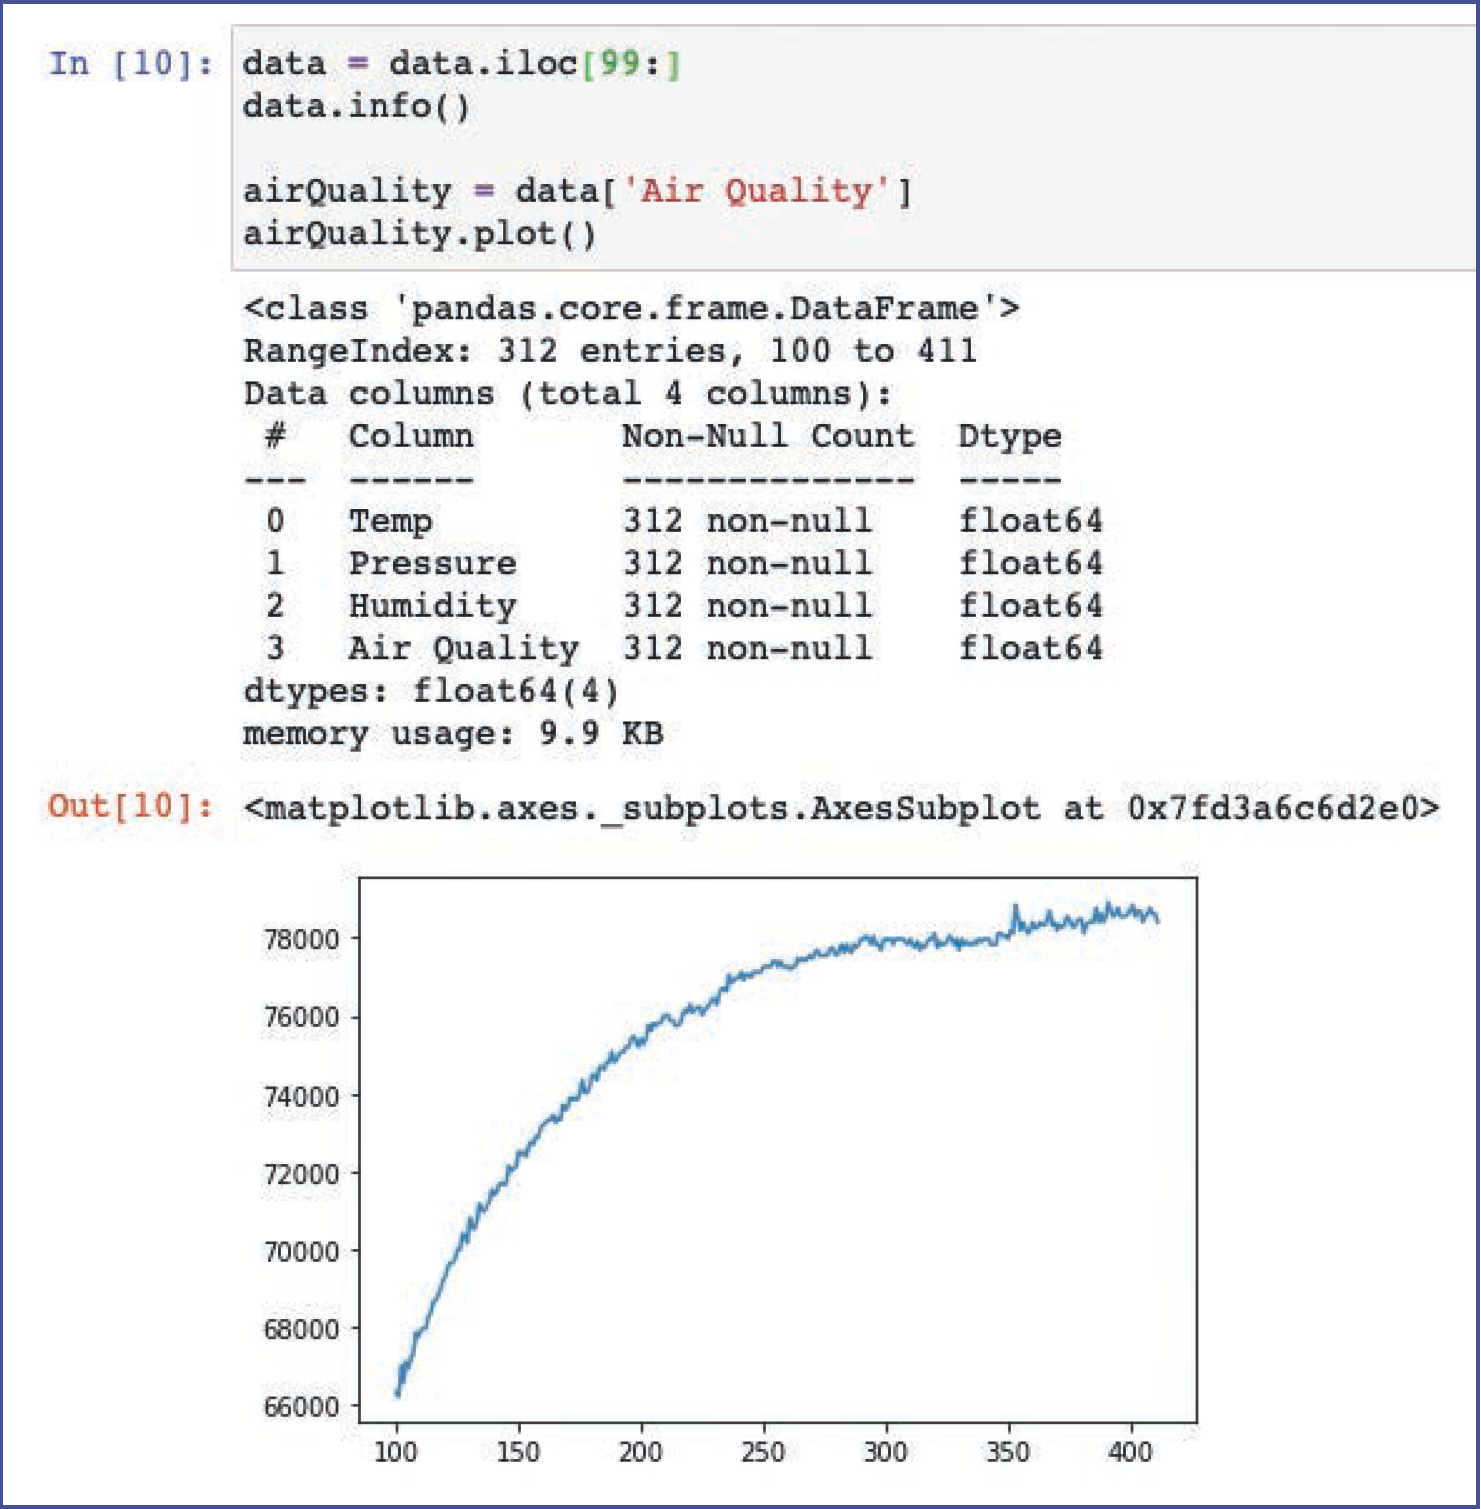 In [10]: data = data.iloc[99:]
data.info()
airQuality = data['Air Quality']
airQuality.plot()
<class 'pandas.core.frame.DataFrame'>
RangeIndex: 312 entries, 100 to 411
Data columns (total 4 columns):
 #   Column       Non-Null Count  Dtype
---  ------       --------------  -----
 0   Temp         312 non-null    float64
 1   Pressure     312 non-null    float64
 2   Humidity     312 non-null    float64
 3   Air Quality  312 non-null    float64
dtypes: float64(4)
memory usage: 9.9 KB
Out[10]: <matplotlib.axes._subplots.AxesSubplot at 0x7fd3a6c6d2e0>
78000
76000
74000
72000
70000
68000
66000
100 150 200 250 300 350 400